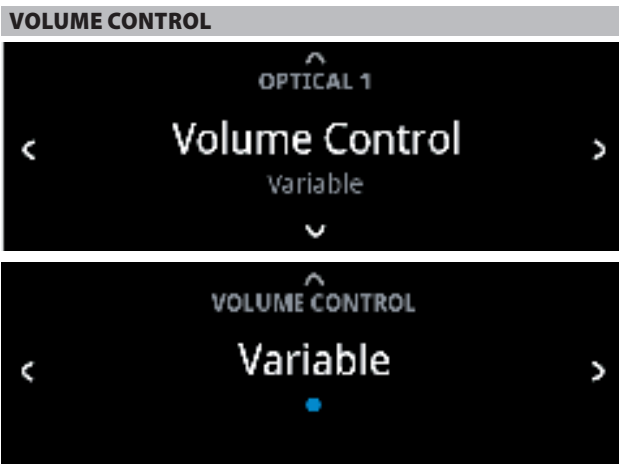 VOLUME CONTROL
OPTICAL 1
Volume Control
Variable
VOLUME CONTROL
Variable